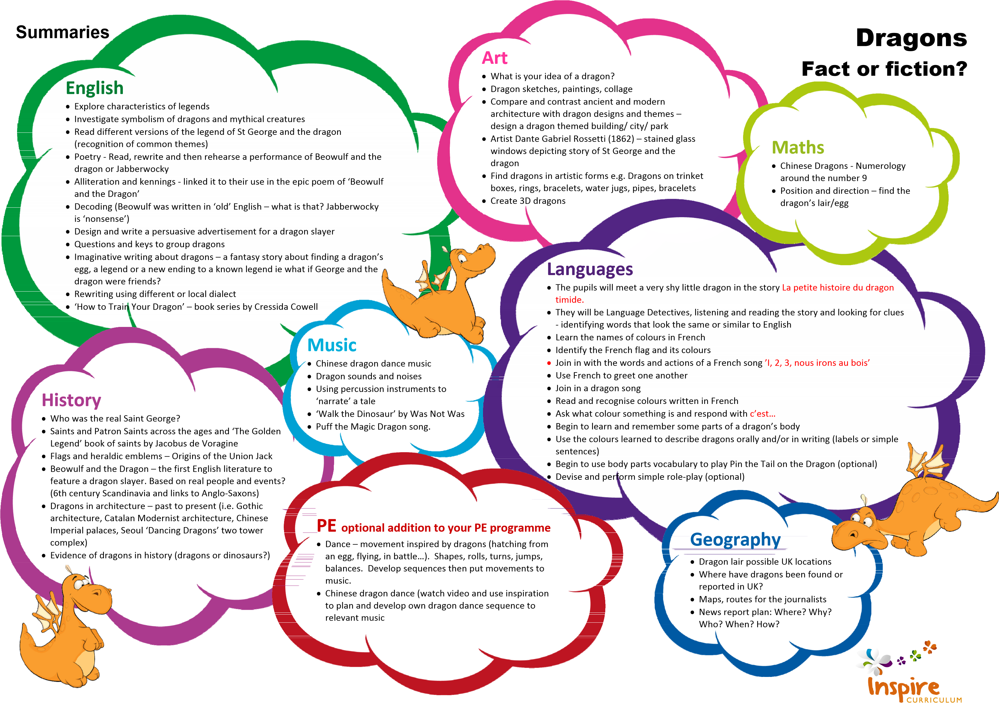 Summaries
Dragons
Fact or fiction?
English
• Explore characteristics of legends
• Investigate symbolism of dragons and mythical creatures
• Read different versions of the legend of St George and the dragon
(recognition of common themes)
• Poetry - Read, rewrite and then rehearse a performance of Beowulf and the
dragon or Jabberwocky
• Alliteration and kennings - linked it to their use in the epic poem of ‘Beowulf
and the Dragon’
• Decoding (Beowulf was written in ‘old’ English – what is that? Jabberwocky
is ‘nonsense’)
• Design and write a persuasive advertisement for a dragon slayer
• Questions and keys to group dragons
• Imaginative writing about dragons – a fantasy story about finding a dragon’s
egg, a legend or a new ending to a known legend ie what if George and the
dragon were friends?
• Rewriting using different or local dialect
• ‘How to Train Your Dragon’ – book series by Cressida Cowell
Art
• What is your idea of a dragon?
• Dragon sketches, paintings, collage
• Compare and contrast ancient and modern
architecture with dragon designs and themes –
design a dragon themed building/ city/ park
• Artist Dante Gabriel Rossetti (1862) – stained glass
windows depicting story of St George and the
dragon
• Find dragons in artistic forms e.g. Dragons on trinket
boxes, rings, bracelets, water jugs, pipes, bracelets
• Create 3D dragons
Maths
• Chinese Dragons - Numerology
around the number 9
• Position and direction – find the
dragon’s lair/egg
Languages
• The pupils will meet a very shy little dragon in the story La petite histoire du dragon
timide.
• They will be Language Detectives, listening and reading the story and looking for clues
- identifying words that look the same or similar to English
• Learn the names of colours in French
• Identify the French flag and its colours
• Join in with the words and actions of a French song ’I, 2, 3, nous irons au bois’
• Use French to greet one another
• Join in a dragon song
• Read and recognise colours written in French
• Ask what colour something is and respond with c’est…
• Begin to learn and remember some parts of a dragon’s body
• Use the colours learned to describe dragons orally and/or in writing (labels or simple
sentences)
• Begin to use body parts vocabulary to play Pin the Tail on the Dragon (optional)
• Devise and perform simple role-play (optional)
Music
• Chinese dragon dance music
• Dragon sounds and noises
• Using percussion instruments to
‘narrate’ a tale
• ‘Walk the Dinosaur’ by Was Not Was
• Puff the Magic Dragon song.
History
• Who was the real Saint George?
• Saints and Patron Saints across the ages and ‘The Golden
Legend’ book of saints by Jacobus de Voragine
• Flags and heraldic emblems – Origins of the Union Jack
• Beowulf and the Dragon – the first English literature to
feature a dragon slayer. Based on real people and events?
(6th century Scandinavia and links to Anglo-Saxons)
• Dragons in architecture – past to present (i.e. Gothic
architecture, Catalan Modernist architecture, Chinese
Imperial palaces, Seoul ‘Dancing Dragons’ two tower
complex)
• Evidence of dragons in history (dragons or dinosaurs?)
PE optional addition to your PE programme
• Dance – movement inspired by dragons (hatching from
an egg, flying, in battle…). Shapes, rolls, turns, jumps,
balances. Develop sequences then put movements to
music.
• Chinese dragon dance (watch video and use inspiration
to plan and develop own dragon dance sequence to
relevant music
Geography
• Dragon lair possible UK locations
• Where have dragons been found or
reported in UK?
• Maps, routes for the journalists
• News report plan: Where? Why?
Who? When? How?
Inspire
CURRICULUM